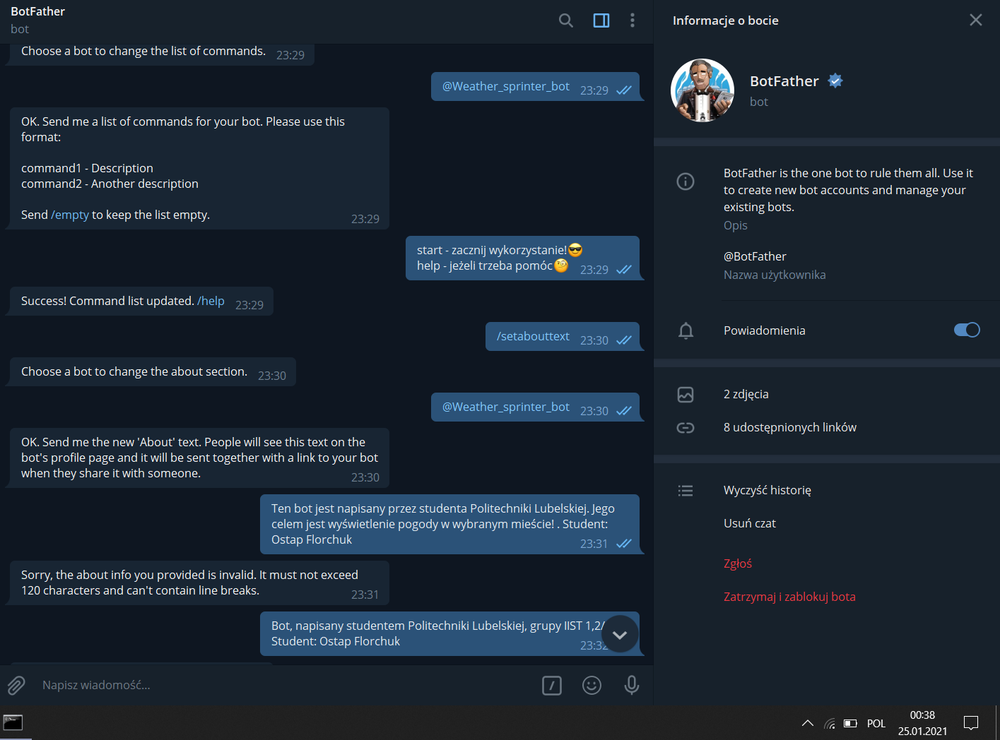 BotFather
bot
Choose a bot to change the list of commands. 23:29
@Weather_sprinter_bot 23:29
OK. Send me a list of commands for your bot. Please use this
format:
command1 - Description
command2 - Another description
Send /empty to keep the list empty. 23:29
start - zacznij wykorzystanie!😎
help - jeżeli trzeba pomóc🧐 23:29
Success! Command list updated. /help 23:29
/setabouttext 23:30
Choose a bot to change the about section. 23:30
@Weather_sprinter_bot 23:30
OK. Send me the new 'About' text. People will see this text on the
bot's profile page and it will be sent together with a link to your bot
when they share it with someone. 23:30
Ten bot jest napisany przez studenta Politechniki Lubelskiej. Jego
celem jest wyświetlenie pogody w wybranym mieście! . Student:
Ostap Florchuk 23:31
Sorry, the about info you provided is invalid. It must not exceed
120 characters and can't contain line breaks. 23:31
Bot, napisany studentem Politechniki Lubelskiej, grupy IIST 1,2/
Student: Ostap Florchuk 23:32
Napisz wiadomość...
Informacje o bocie
BotFather
bot
BotFather is the one bot to rule them all. Use it
to create new bot accounts and manage your
existing bots.
Opis
@BotFather
Nazwa użytkownika
Powiadomienia
2 zdjęcia
8 udostępnionych linków
Wyczyść historię
Usuń czat
Zgłoś
Zatrzymaj i zablokuj bota
POL
00:38
25.01.2021